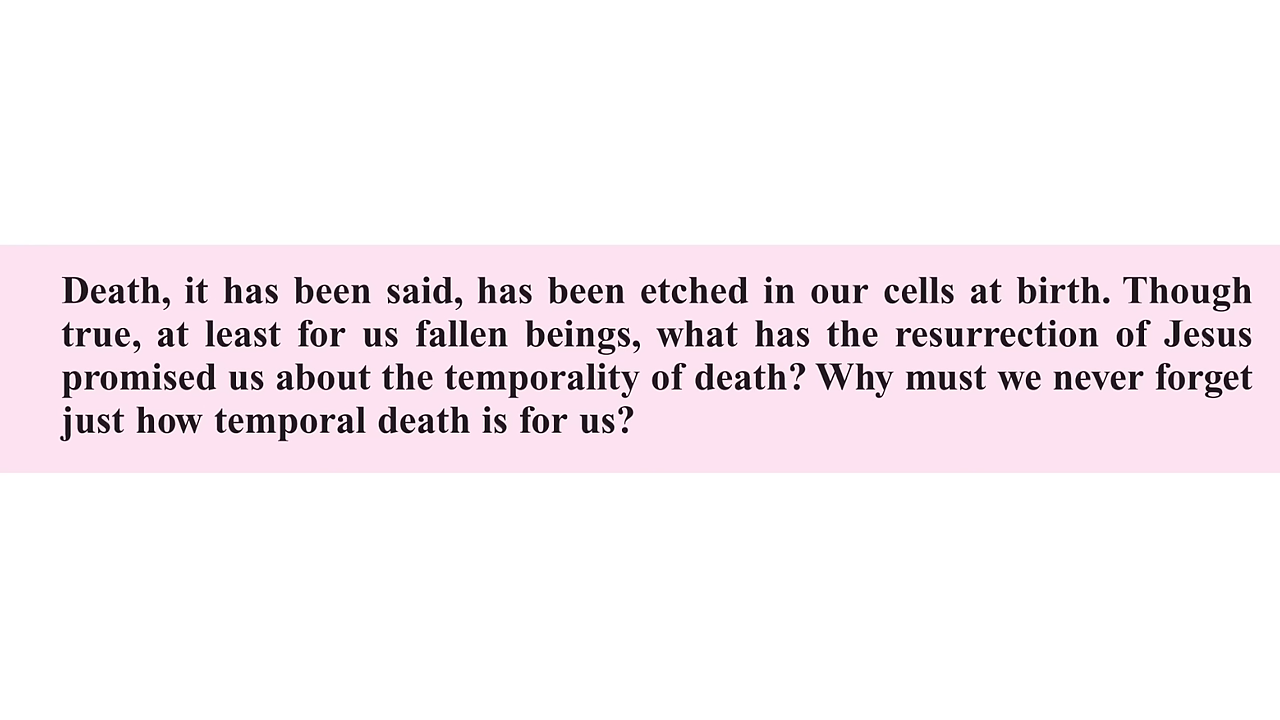 Death, it has been said, has been etched in our cells at birth. Though
true, at least for us fallen beings, what has the resurrection of Jesus
promised us about the temporality of death? Why must we never forget
just how temporal death is for us?